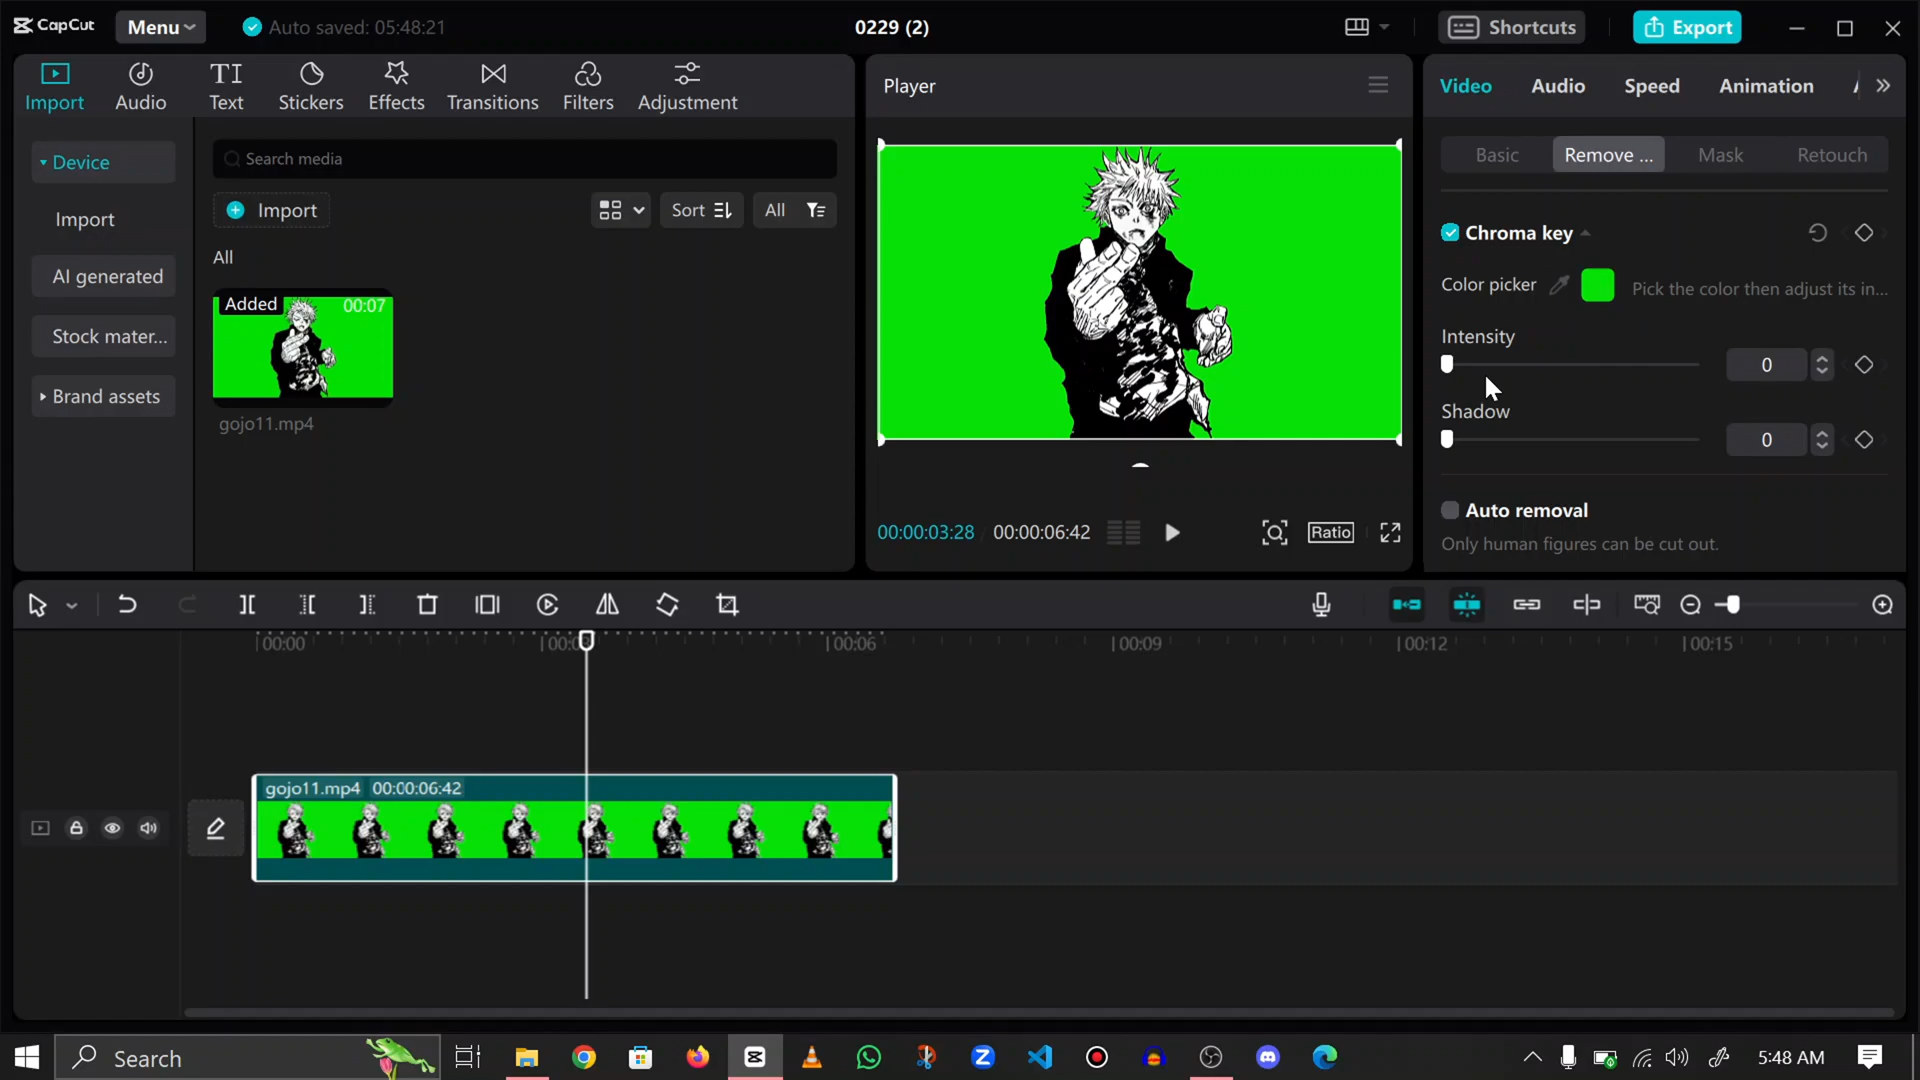 CapCut
Menu
Auto saved: 05:48:21
0229 (2)
Shortcuts
Export
Import
Audio
TI
Text
Stickers
Effects
Transitions
Filters
Adjustment
Device
Import
AI generated
Stock mater...
Brand assets
Search media
Import
Sort
All
All
Added
00:07
gojo11.mp4
Player
00:00:03:28
00:00:06:42
Ratio
Video
Audio
Speed
Animation
Basic
Remove ...
Mask
Retouch
Chroma key
Color picker
Pick the color then adjust its in...
Intensity
0
Shadow
0
Auto removal
Only human figures can be cut out.
00:00
00:06
00:09
00:12
00:15
gojo11.mp4 00:00:06:42
Search
5:48 AM